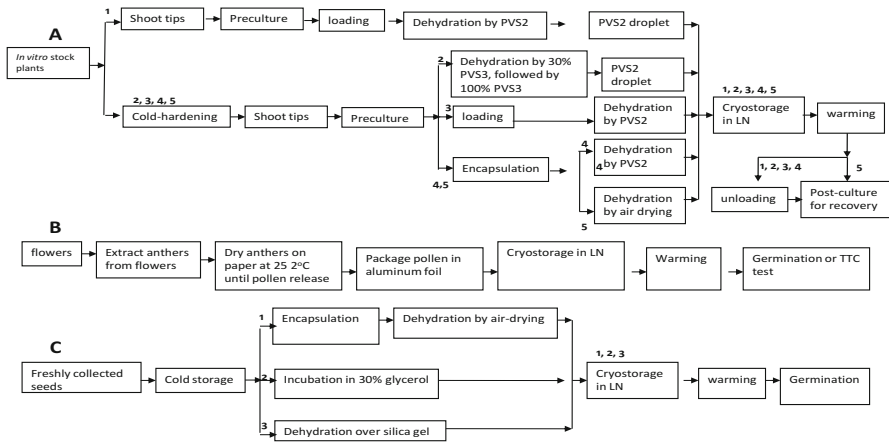 A
1
Shoot tips
Preculture
loading
Dehydration by PVS2
PVS2 droplet
In vitro stock
plants
2, 3, 4, 5
Cold-hardening
Shoot tips
Preculture
2
Dehydration by 30%
PVS3, followed by
100% PVS3
PVS2
droplet
3
loading
Dehydration
by PVS2
4,5
Encapsulation
4
4
Dehydration
by PVS2
5
Dehydration
by air drying
1, 2, 3, 4, 5
Cryostorage
in LN
warming
1, 2, 3, 4
unloading
5
Post-culture
for recovery
B
flowers
Extract anthers
from flowers
Dry anthers on
paper at 25 2°C
until pollen release
Package pollen in
aluminum foil
Cryostorage in LN
Warming
Germination or TTC
test
C
Freshly collected
seeds
Cold storage
1
Encapsulation
Dehydration by air-drying
2
Incubation in 30% glycerol
3
Dehydration over silica gel
1, 2, 3
Cryostorage
in LN
warming
Germination